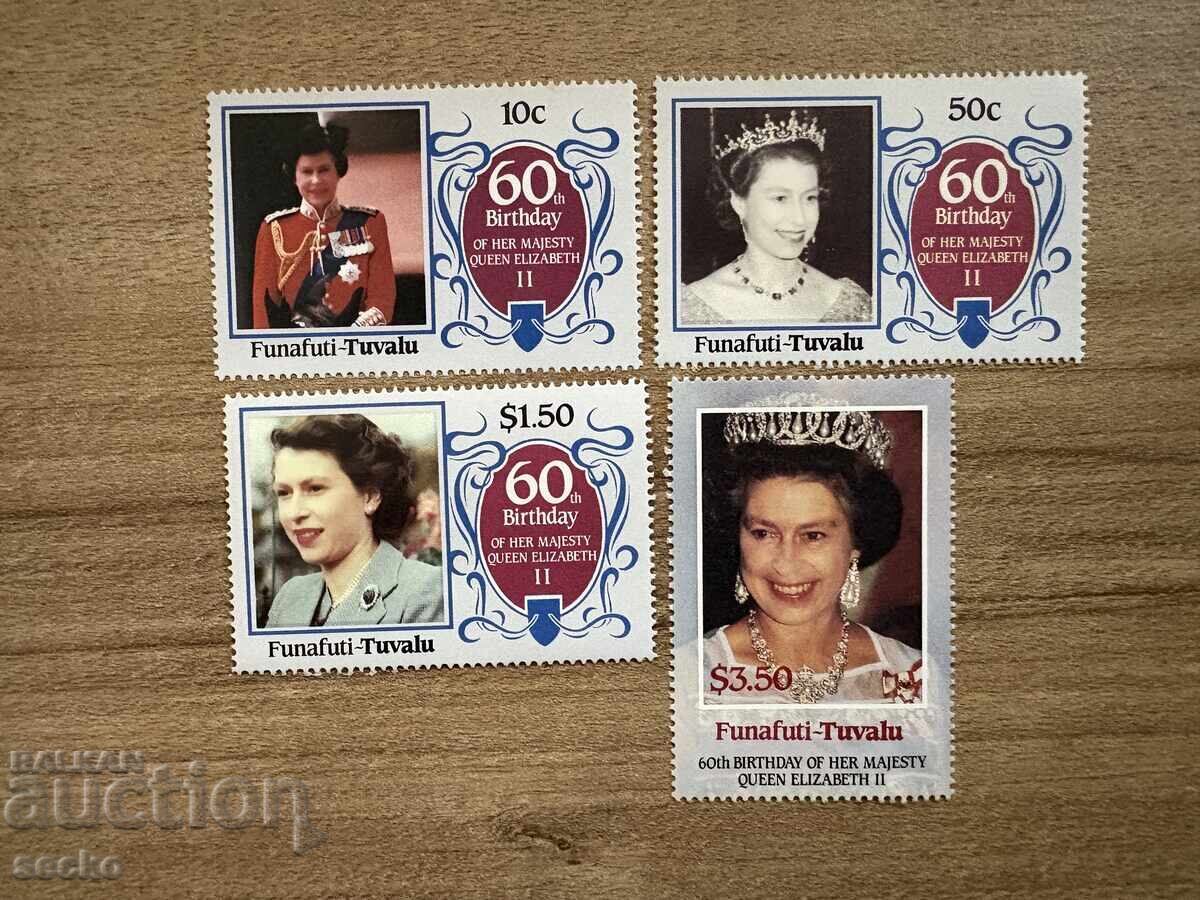 10c
60th
Birthday
OF HER MAJESTY
QUEEN ELIZABETH
II
Funafuti~Tuvalu
50c
60th
Birthday
OF HER MAJESTY
QUEEN ELIZABETH
II
Funafuti~Tuvalu
$1.50
60th
Birthday
OF HER MAJESTY
QUEEN ELIZABETH
II
Funafuti~Tuvalu
$3.50
Funafuti~Tuvalu
60th BIRTHDAY OF HER MAJESTY
QUEEN ELIZABETH II
BALKAN
auction
secko